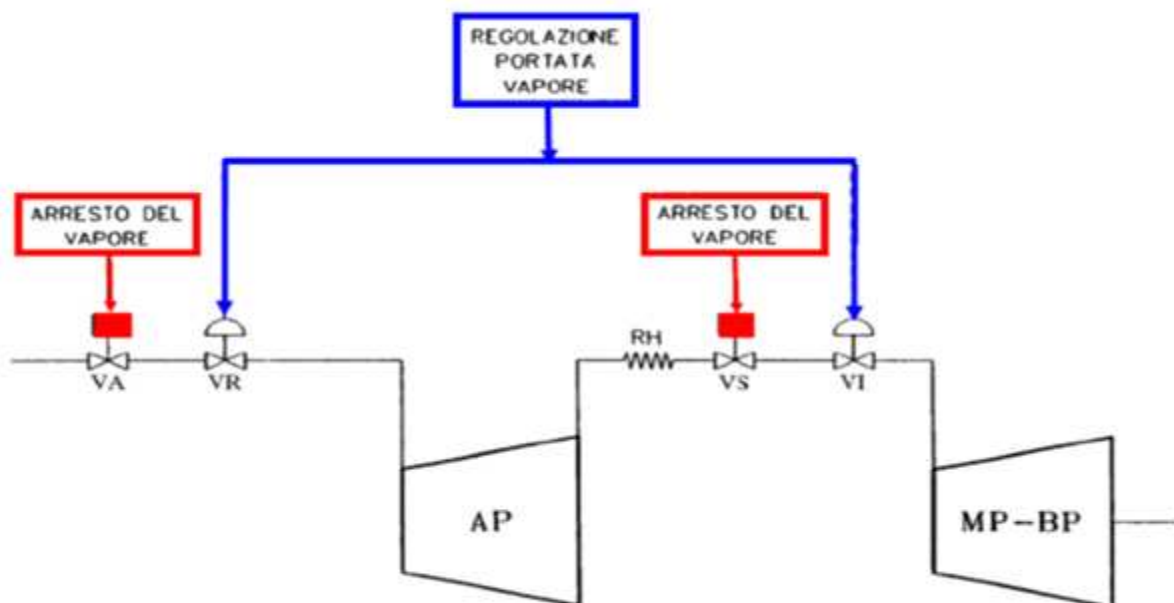 REGOLAZIONE
PORTATA
VAPORE
ARRESTO DEL
VAPORE
ARRESTO DEL
VAPORE
RH
VA
VR
VS
VI
AP
MP-BP